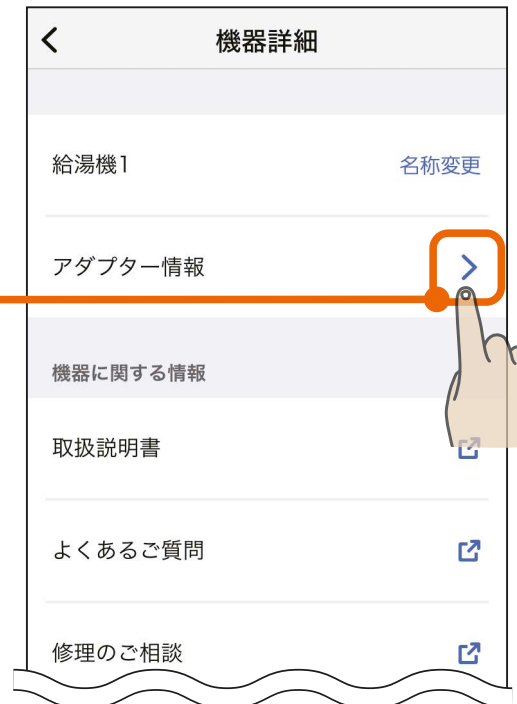 機器詳細
給湯機1
名称変更
アダプター情報
機器に関する情報
取扱説明書
よくあるご質問
修理のご相談